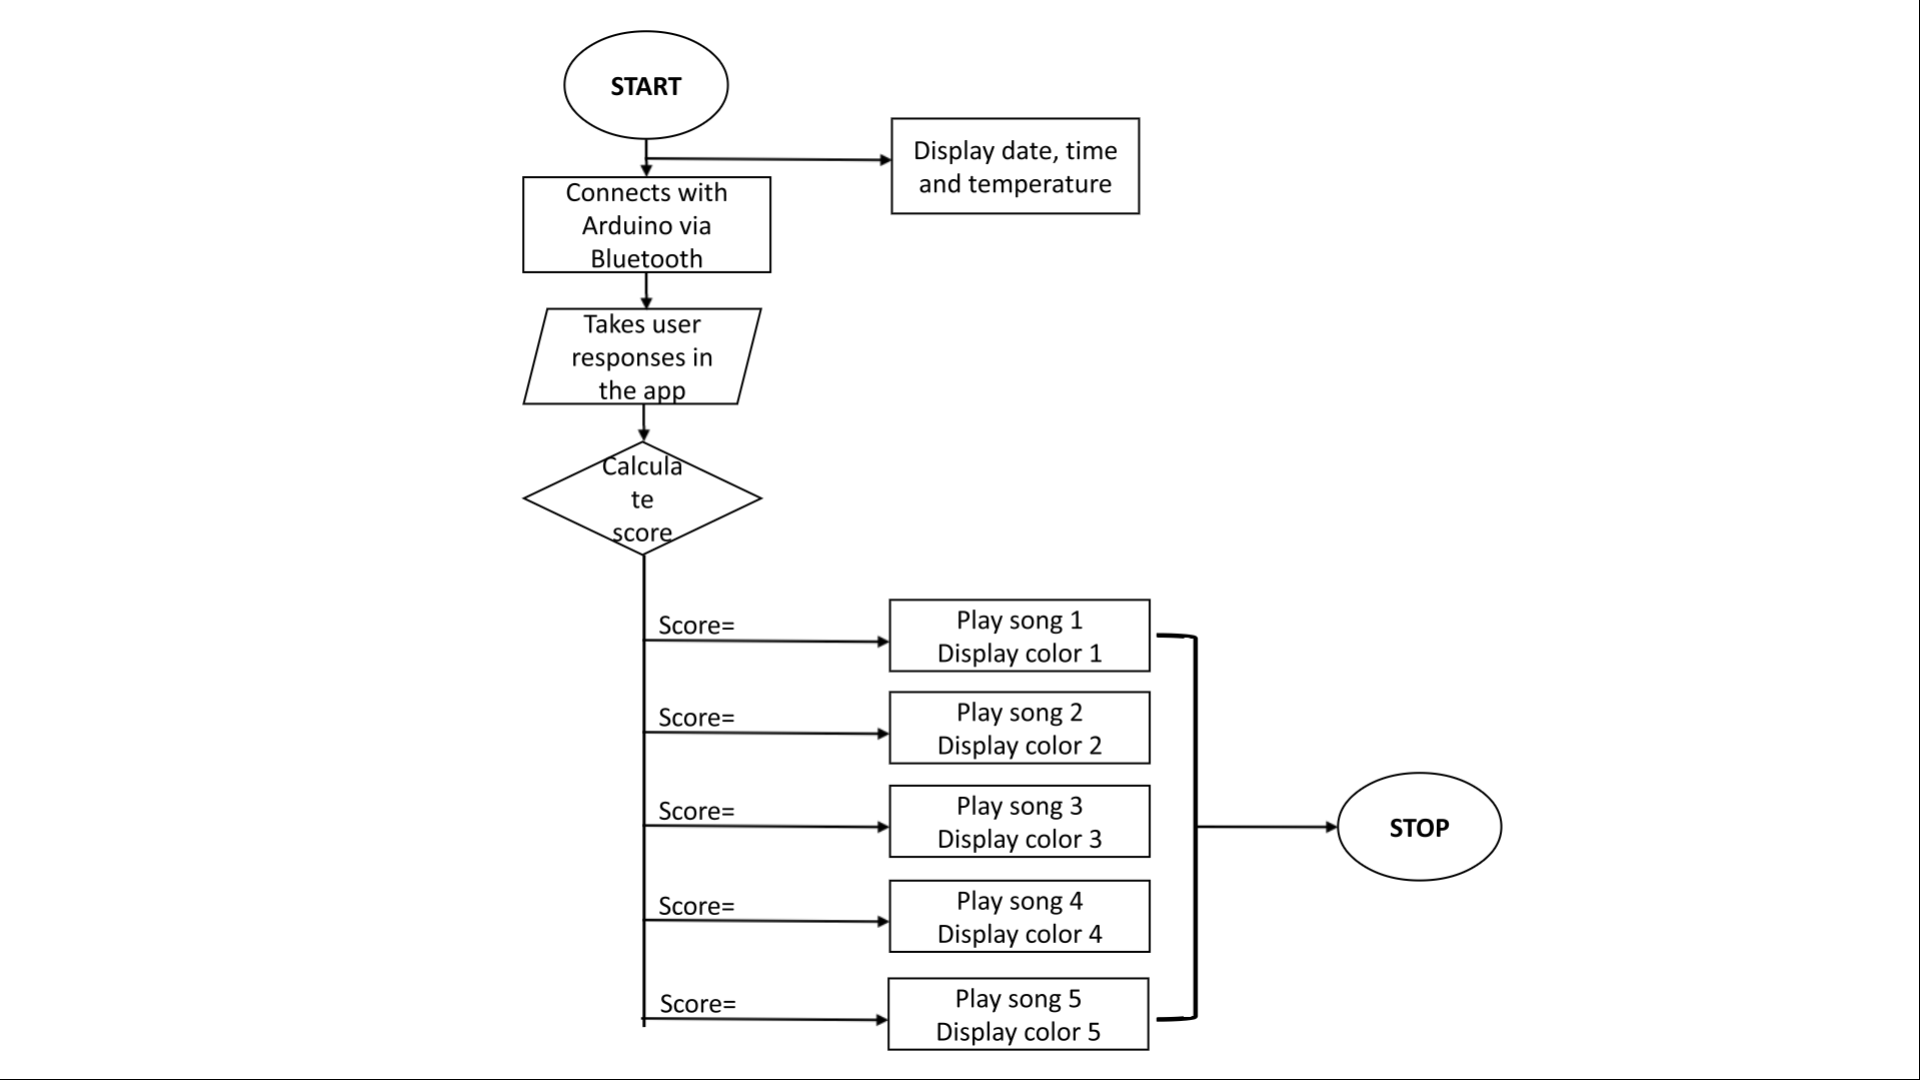 START
Display date, time
and temperature
Connects with
Arduino via
Bluetooth
Takes user
responses in
the app
Calcula
te
score
Score=
Play song 1
Display color 1
Score=
Play song 2
Display color 2
Score=
Play song 3
Display color 3
STOP
Score=
Play song 4
Display color 4
Score=
Play song 5
Display color 5